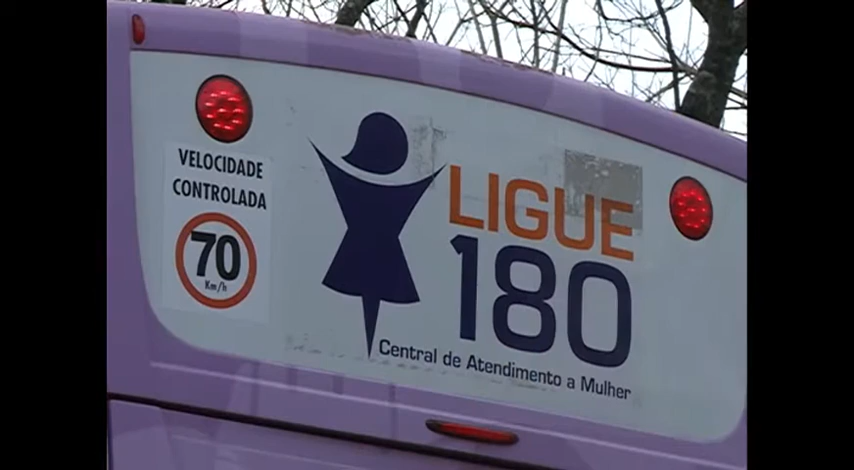 VELOCIDADE
CONTROLADA
70
Km/h
LIGUE
180
Central de Atendimento a Mulher